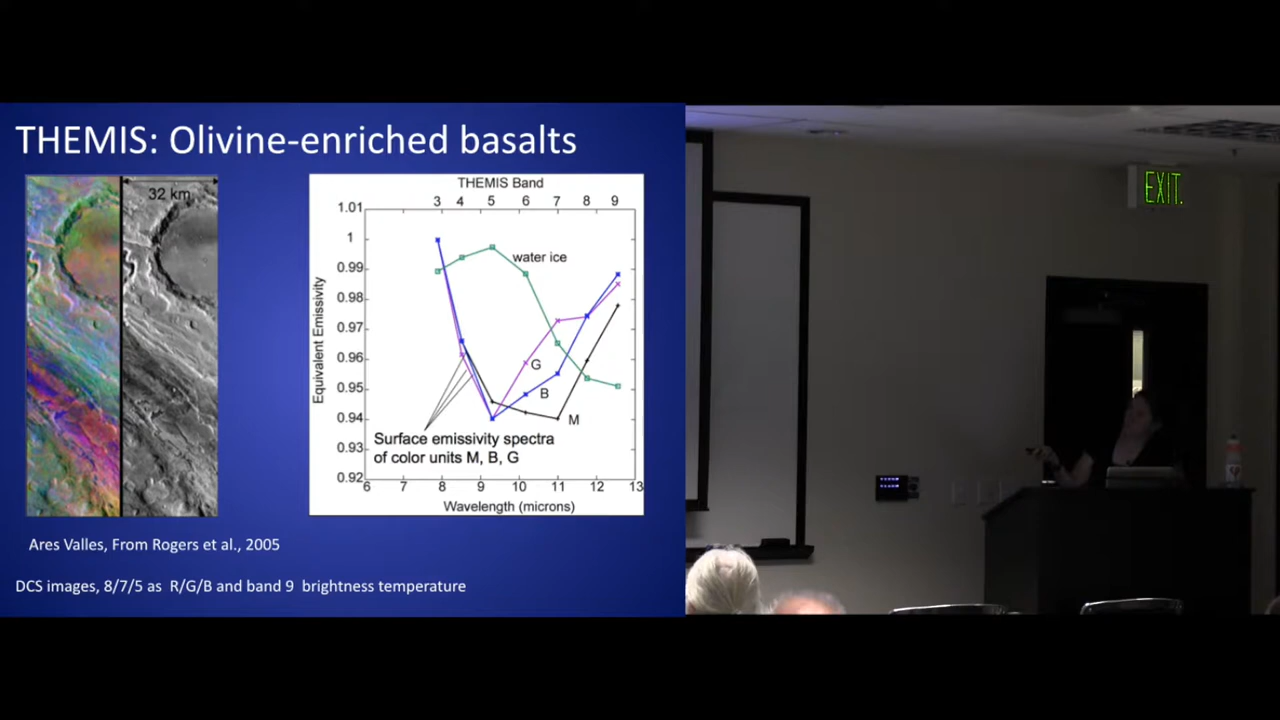 THEMIS: Olivine-enriched basalts
32 km
THEMIS Band
3 4 5 6 7 8 9
1.01
1
0.99
0.98
0.97
0.96
0.95
0.94
0.93
0.92
Equivalent Emissivity
water ice
G
B
M
Surface emissivity spectra
of color units M, B, G
6 7 8 9 10 11 12 13
Wavelength (microns)
Ares Valles, From Rogers et al., 2005
DCS images, 8/7/5 as R/G/B and band 9 brightness temperature
EXIT